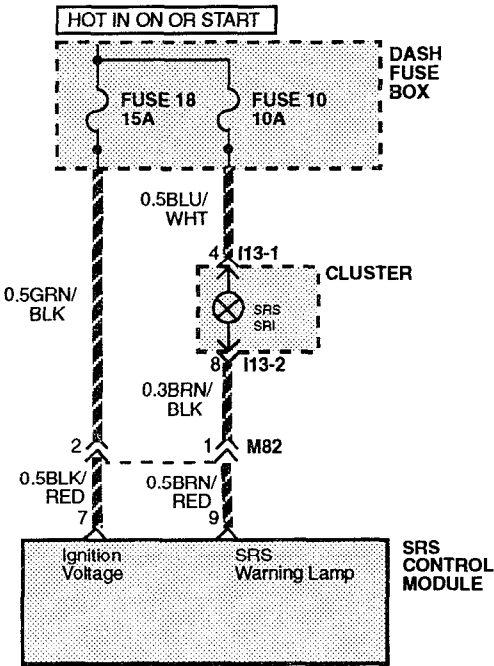 HOT IN ON OR START
DASH
FUSE
BOX
FUSE 18
15A
FUSE 10
10A
0.5BLU/
WHT
4 I13-1
CLUSTER
0.5GRN/
BLK
SRS
SRI
8 I13-2
0.3BRN/
BLK
2
1 M82
0.5BLK/
RED
0.5BRN/
RED
7
9
Ignition
Voltage
SRS
Warning Lamp
SRS
CONTROL
MODULE